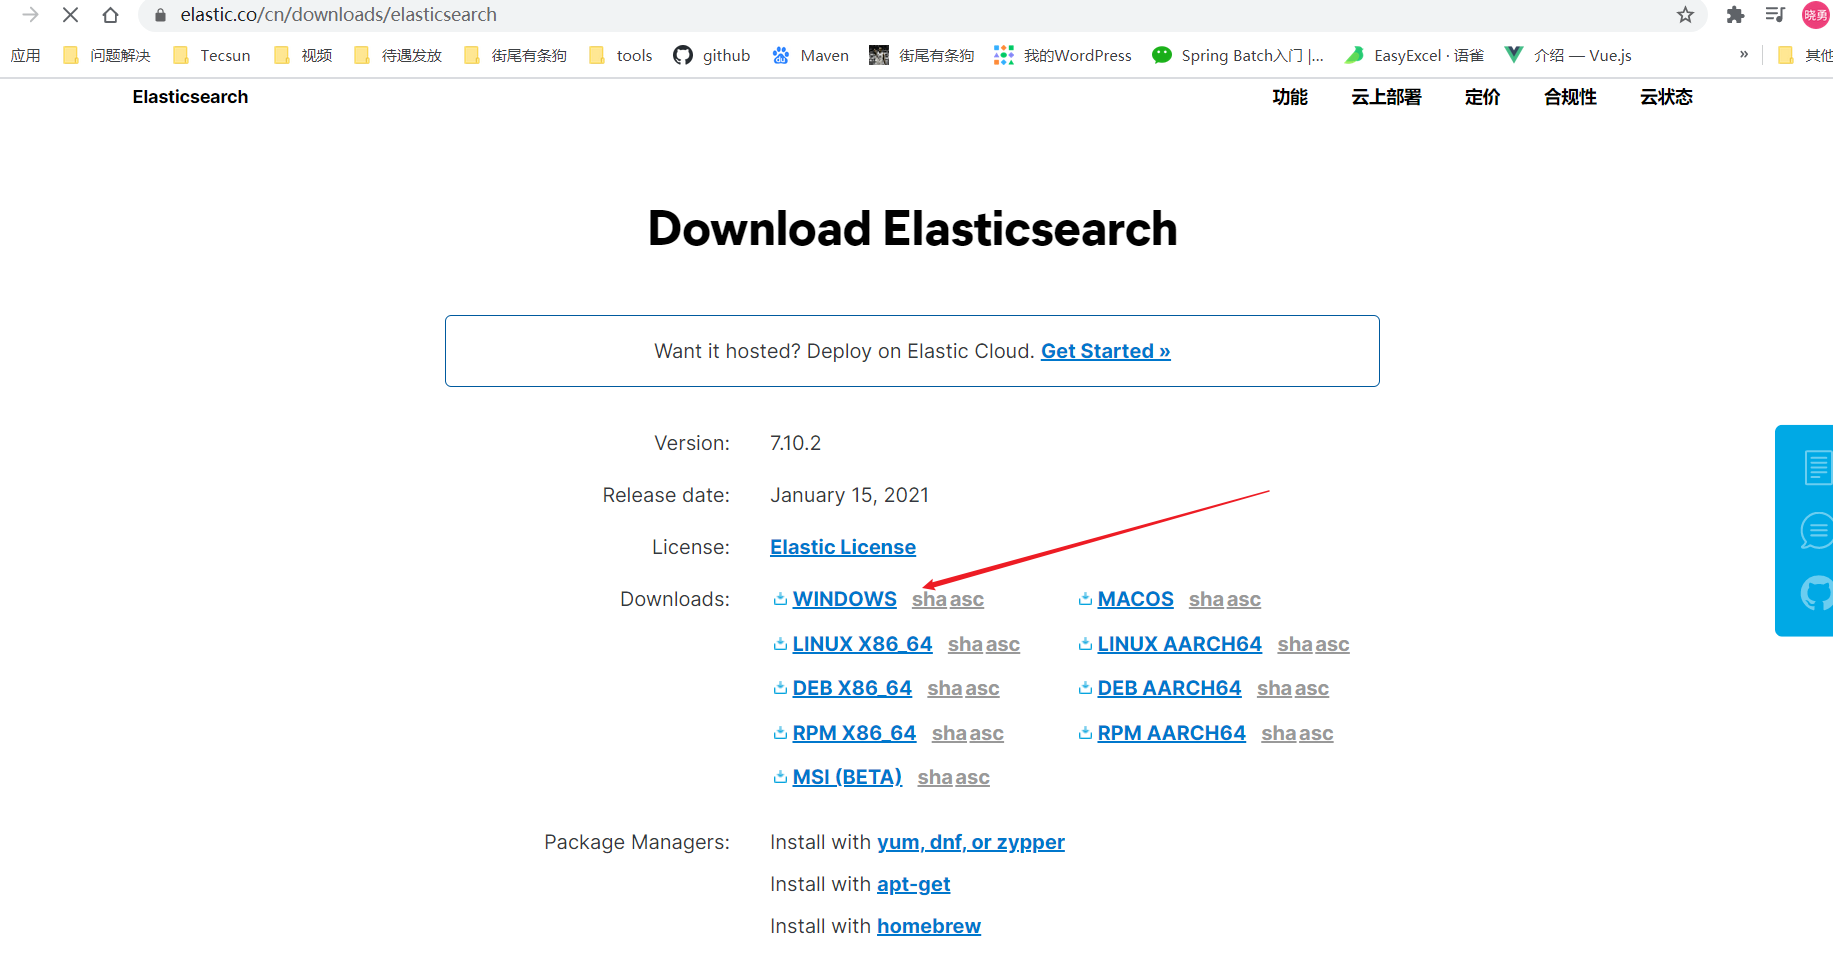 elastic.co/cn/downloads/elasticsearch
晓勇
应用 问题解决 Tecsun 视频 待遇发放 街尾有条狗 tools github Maven 街尾有条狗 我的WordPress Spring Batch入门 |... EasyExcel · 语雀 介绍 — Vue.js » 其他
Elasticsearch 功能 云上部署 定价 合规性 云状态
Download Elasticsearch
Want it hosted? Deploy on Elastic Cloud. Get Started »
Version: 7.10.2
Release date: January 15, 2021
License: Elastic License
Downloads: WINDOWS sha asc MACOS sha asc
LINUX X86_64 sha asc LINUX AARCH64 sha asc
DEB X86_64 sha asc DEB AARCH64 sha asc
RPM X86_64 sha asc RPM AARCH64 sha asc
MSI (BETA) sha asc
Package Managers: Install with yum, dnf, or zypper
Install with apt-get
Install with homebrew